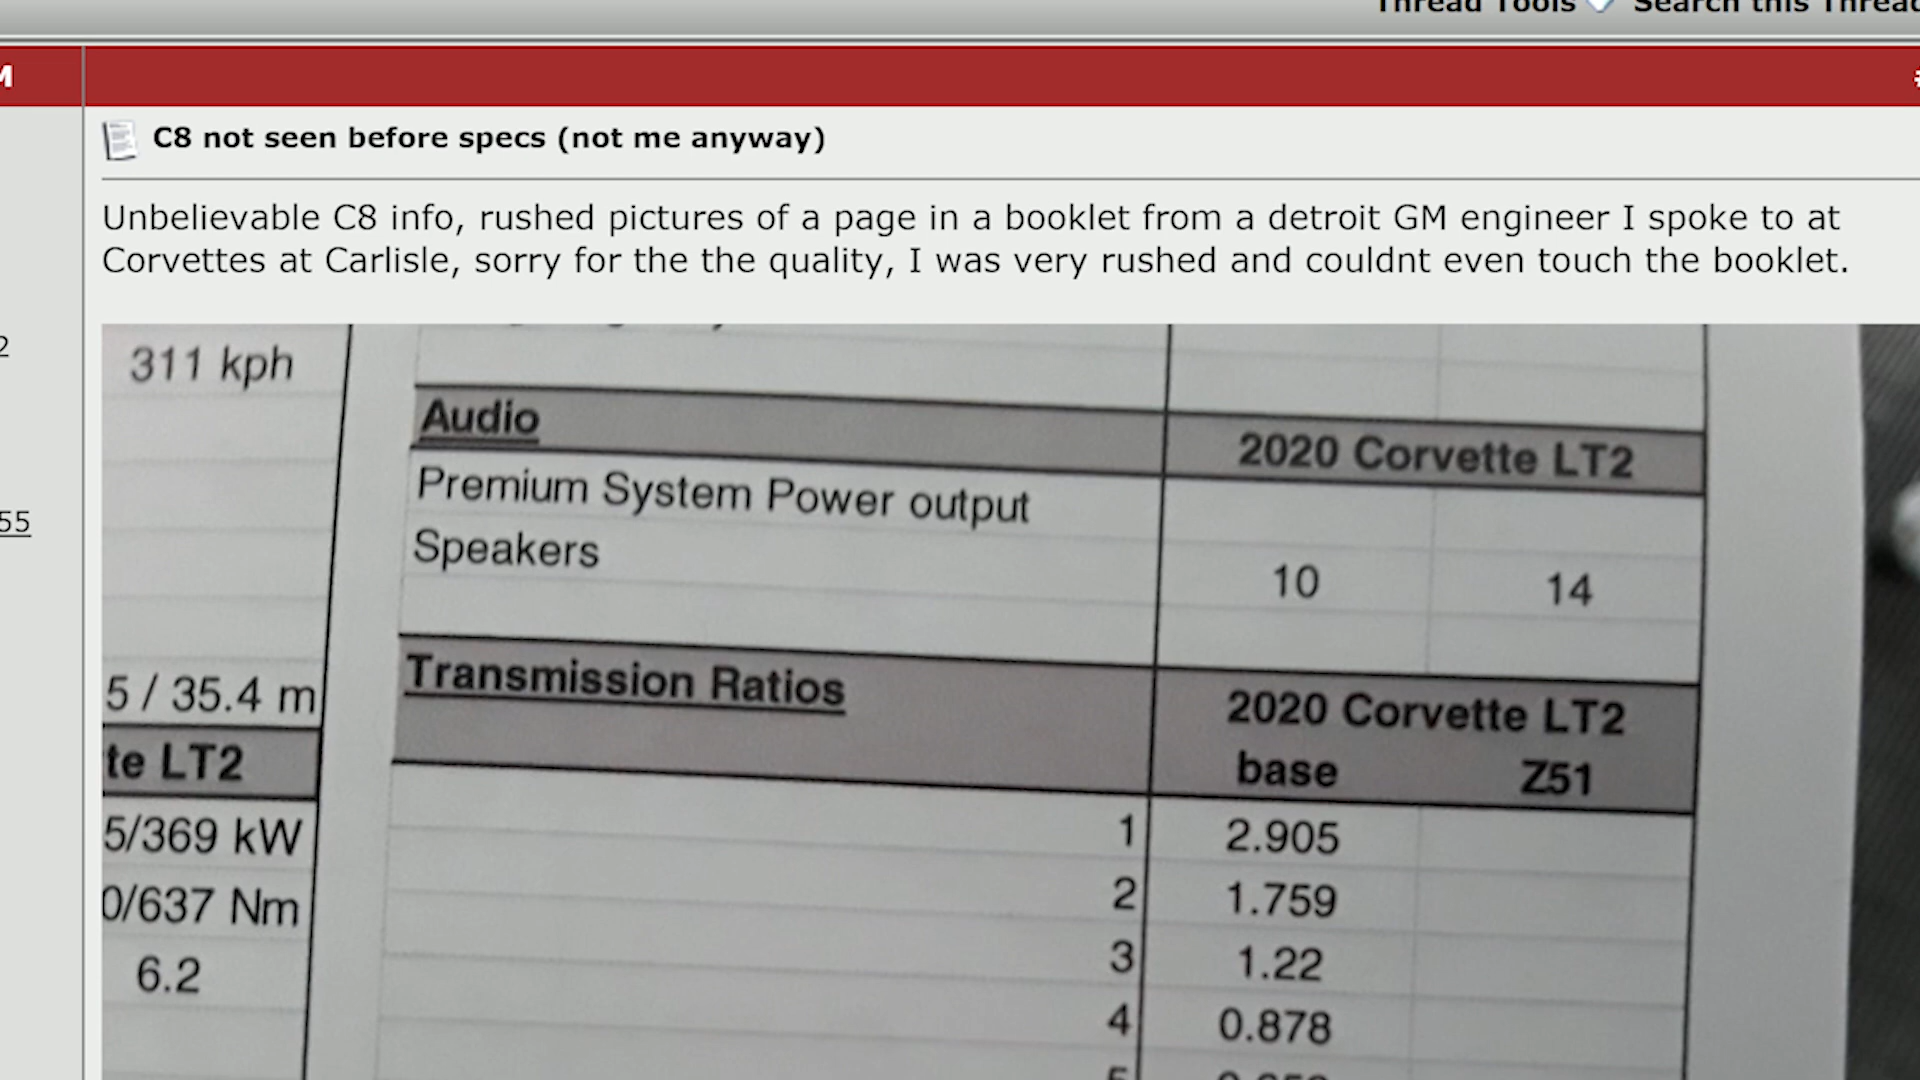 Thread Tools Search this Thread
M
C8 not seen before specs (not me anyway)
Unbelievable C8 info, rushed pictures of a page in a booklet from a detroit GM engineer I spoke to at
Corvettes at Carlisle, sorry for the the quality, I was very rushed and couldnt even touch the booklet.
2
55
311 kph
5 / 35.4 m
te LT2
5/369 kW
0/637 Nm
6.2
Audio 2020 Corvette LT2
Premium System Power output
Speakers 10 14
Transmission Ratios 2020 Corvette LT2
base Z51
1 2.905
2 1.759
3 1.22
4 0.878